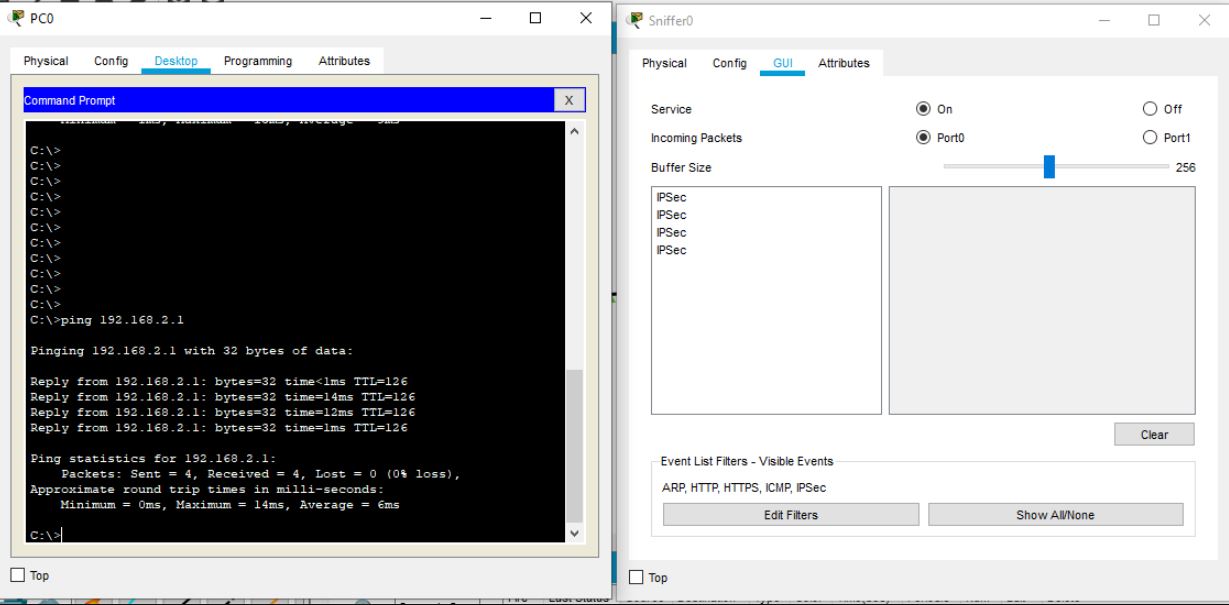 PC0
Physical Config Desktop Programming Attributes
Command Prompt
X
Minimum = 1ms, Maximum = 16ms, Average = 9ms
C:\>
C:\>
C:\>
C:\>
C:\>
C:\>
C:\>
C:\>
C:\>
C:\>
C:\>
C:\>ping 192.168.2.1
Pinging 192.168.2.1 with 32 bytes of data:
Reply from 192.168.2.1: bytes=32 time<1ms TTL=126
Reply from 192.168.2.1: bytes=32 time=14ms TTL=126
Reply from 192.168.2.1: bytes=32 time=12ms TTL=126
Reply from 192.168.2.1: bytes=32 time=1ms TTL=126
Ping statistics for 192.168.2.1:
Packets: Sent = 4, Received = 4, Lost = 0 (0% loss),
Approximate round trip times in milli-seconds:
Minimum = 0ms, Maximum = 14ms, Average = 6ms
C:\>
Top
Sniffer0
Physical Config GUI Attributes
Service On Off
Incoming Packets Port0 Port1
Buffer Size 256
IPSec
IPSec
IPSec
IPSec
Clear
Event List Filters - Visible Events
ARP, HTTP, HTTPS, ICMP, IPSec
Edit Filters Show All/None
Top